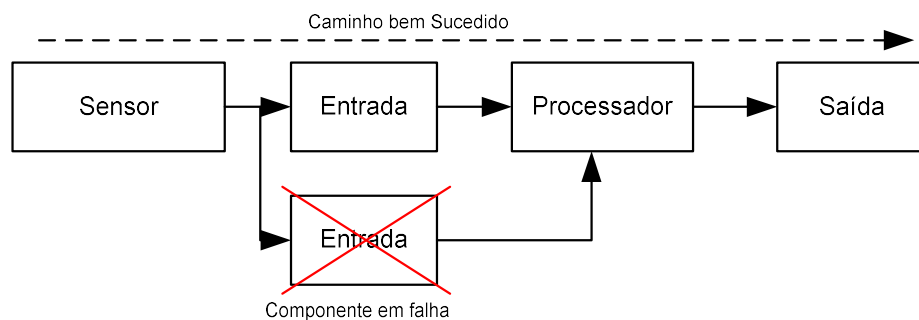 Caminho bem Sucedido
Sensor
Entrada
Processador
Saída
Entrada
Componente em falha